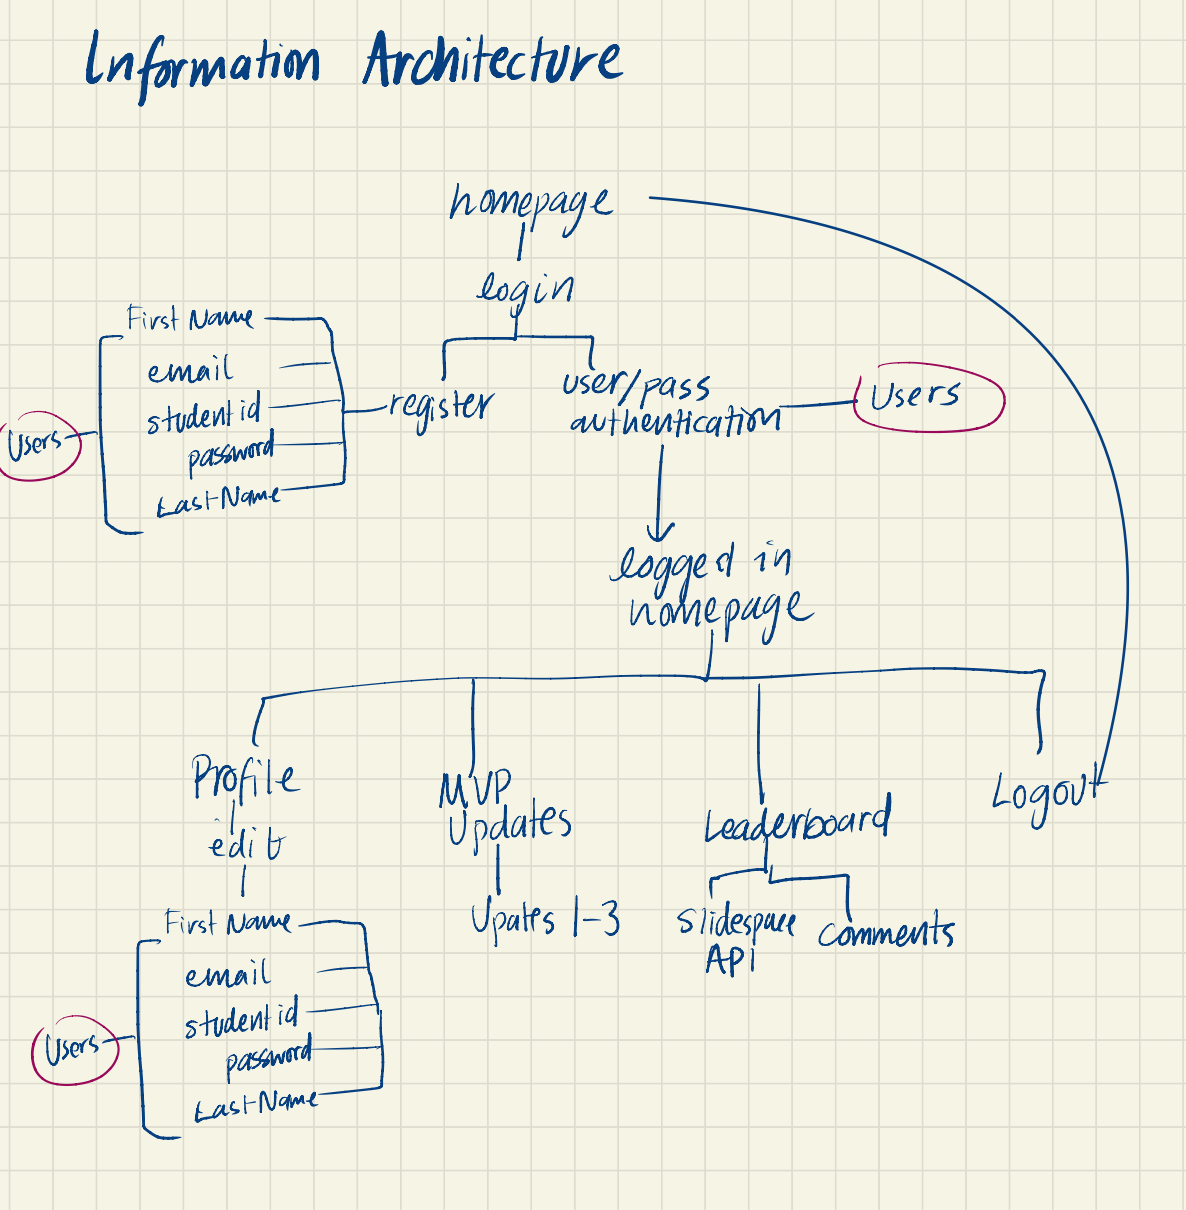 Information Architecture
homepage
login
First Name
email
student id
password
Last Name
Users
register
user/pass
authentication
Users
logged in
homepage
Profile
edit
MVP
Updates
Upates 1-3
Leaderboard
Slidespace
API
comments
Logout
First Name
email
student id
password
Last Name
Users